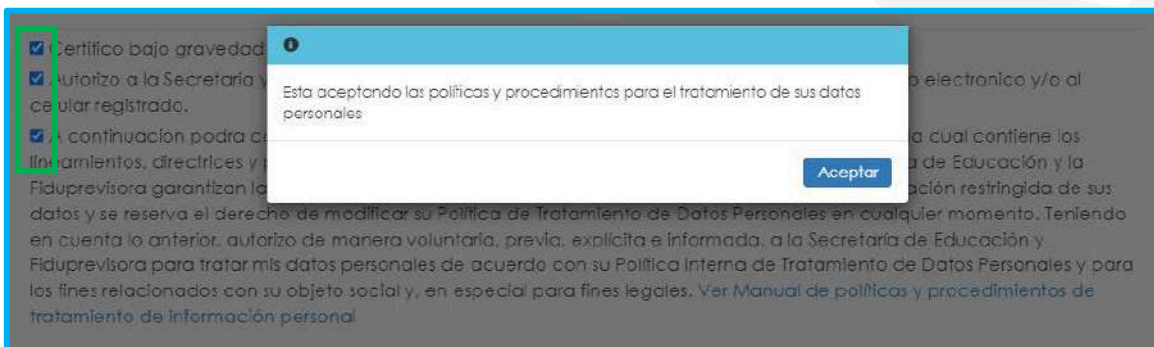 Certifico bajo gravedad
Autorizo a la Secretaria y
o electronico y/o al
celular registrado.
A continuación podra
la cual contiene los
lineamientos, directrices y
a de Educación y la
Fiduprevisora garantizan la
ación restringida de sus
datos y se reserva el derecho de modificar su Política de Tratamiento de Datos Personales en cualquier momento. Teniendo
en cuenta lo anterior, autorizo de manera voluntaria, previa, explícita e informada, a la Secretaría de Educación y
Fiduprevisora para tratar mis datos personales de acuerdo con su Política Interna de Tratamiento de Datos Personales y para
los fines relacionados con su objeto social y, en especial para fines legales. Ver Manual de políticas y procedimientos de
tratamiento de información personal
Esta aceptando las políticas y procedimientos para el tratamiento de sus datos
personales
Aceptar